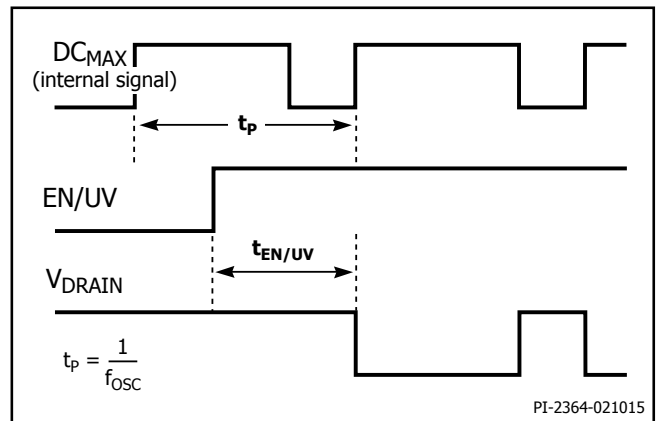 DCMAX
(internal signal)
tP
EN/UV
tEN/UV
VDRAIN
tP = 1/fOSC
PI-2364-021015